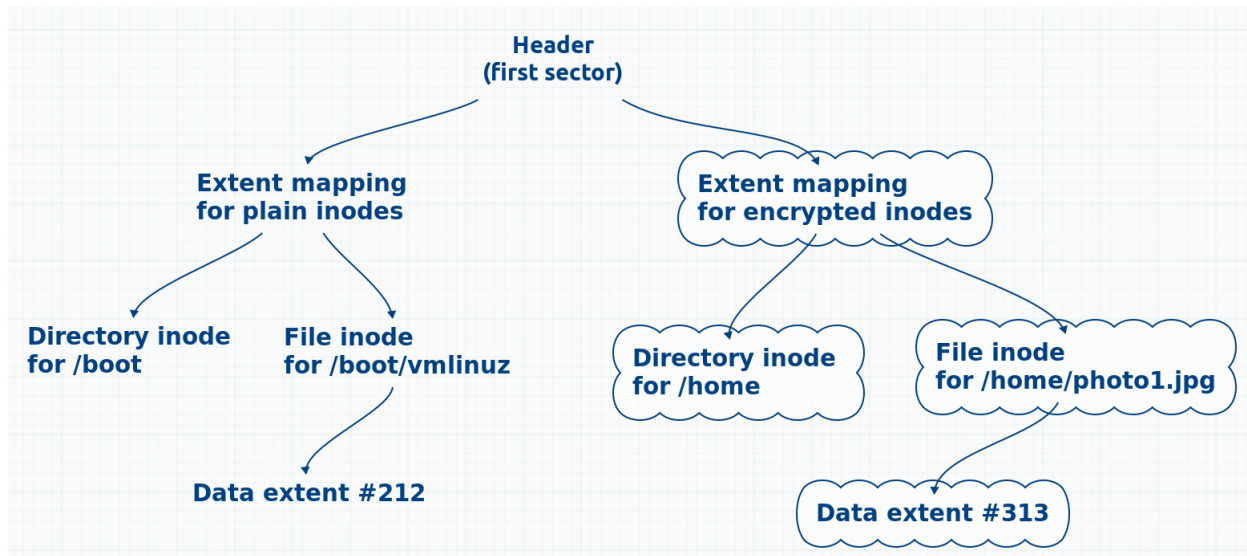 Header
(first sector)
Extent mapping
for plain inodes
Extent mapping
for encrypted inodes
Directory inode
for /boot
File inode
for /boot/vmlinuz
Directory inode
for /home
File inode
for /home/photo1.jpg
Data extent #212
Data extent #313